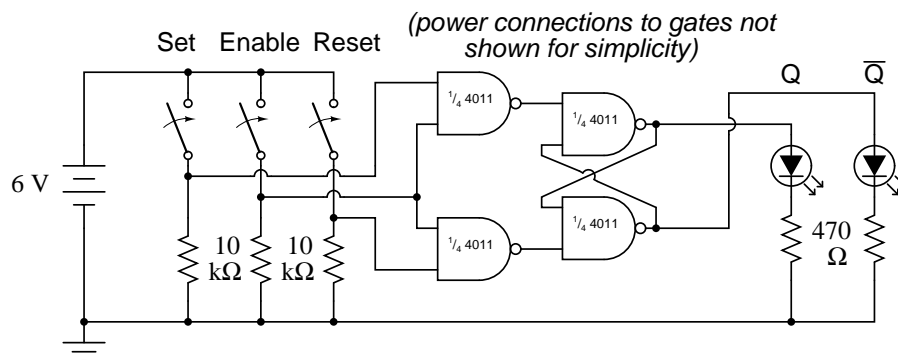 (power connections to gates not
shown for simplicity)
Set Enable Reset
Q Q̅
1/4 4011
1/4 4011
6 V
1/4 4011
1/4 4011
10 kΩ
10 kΩ
470 Ω